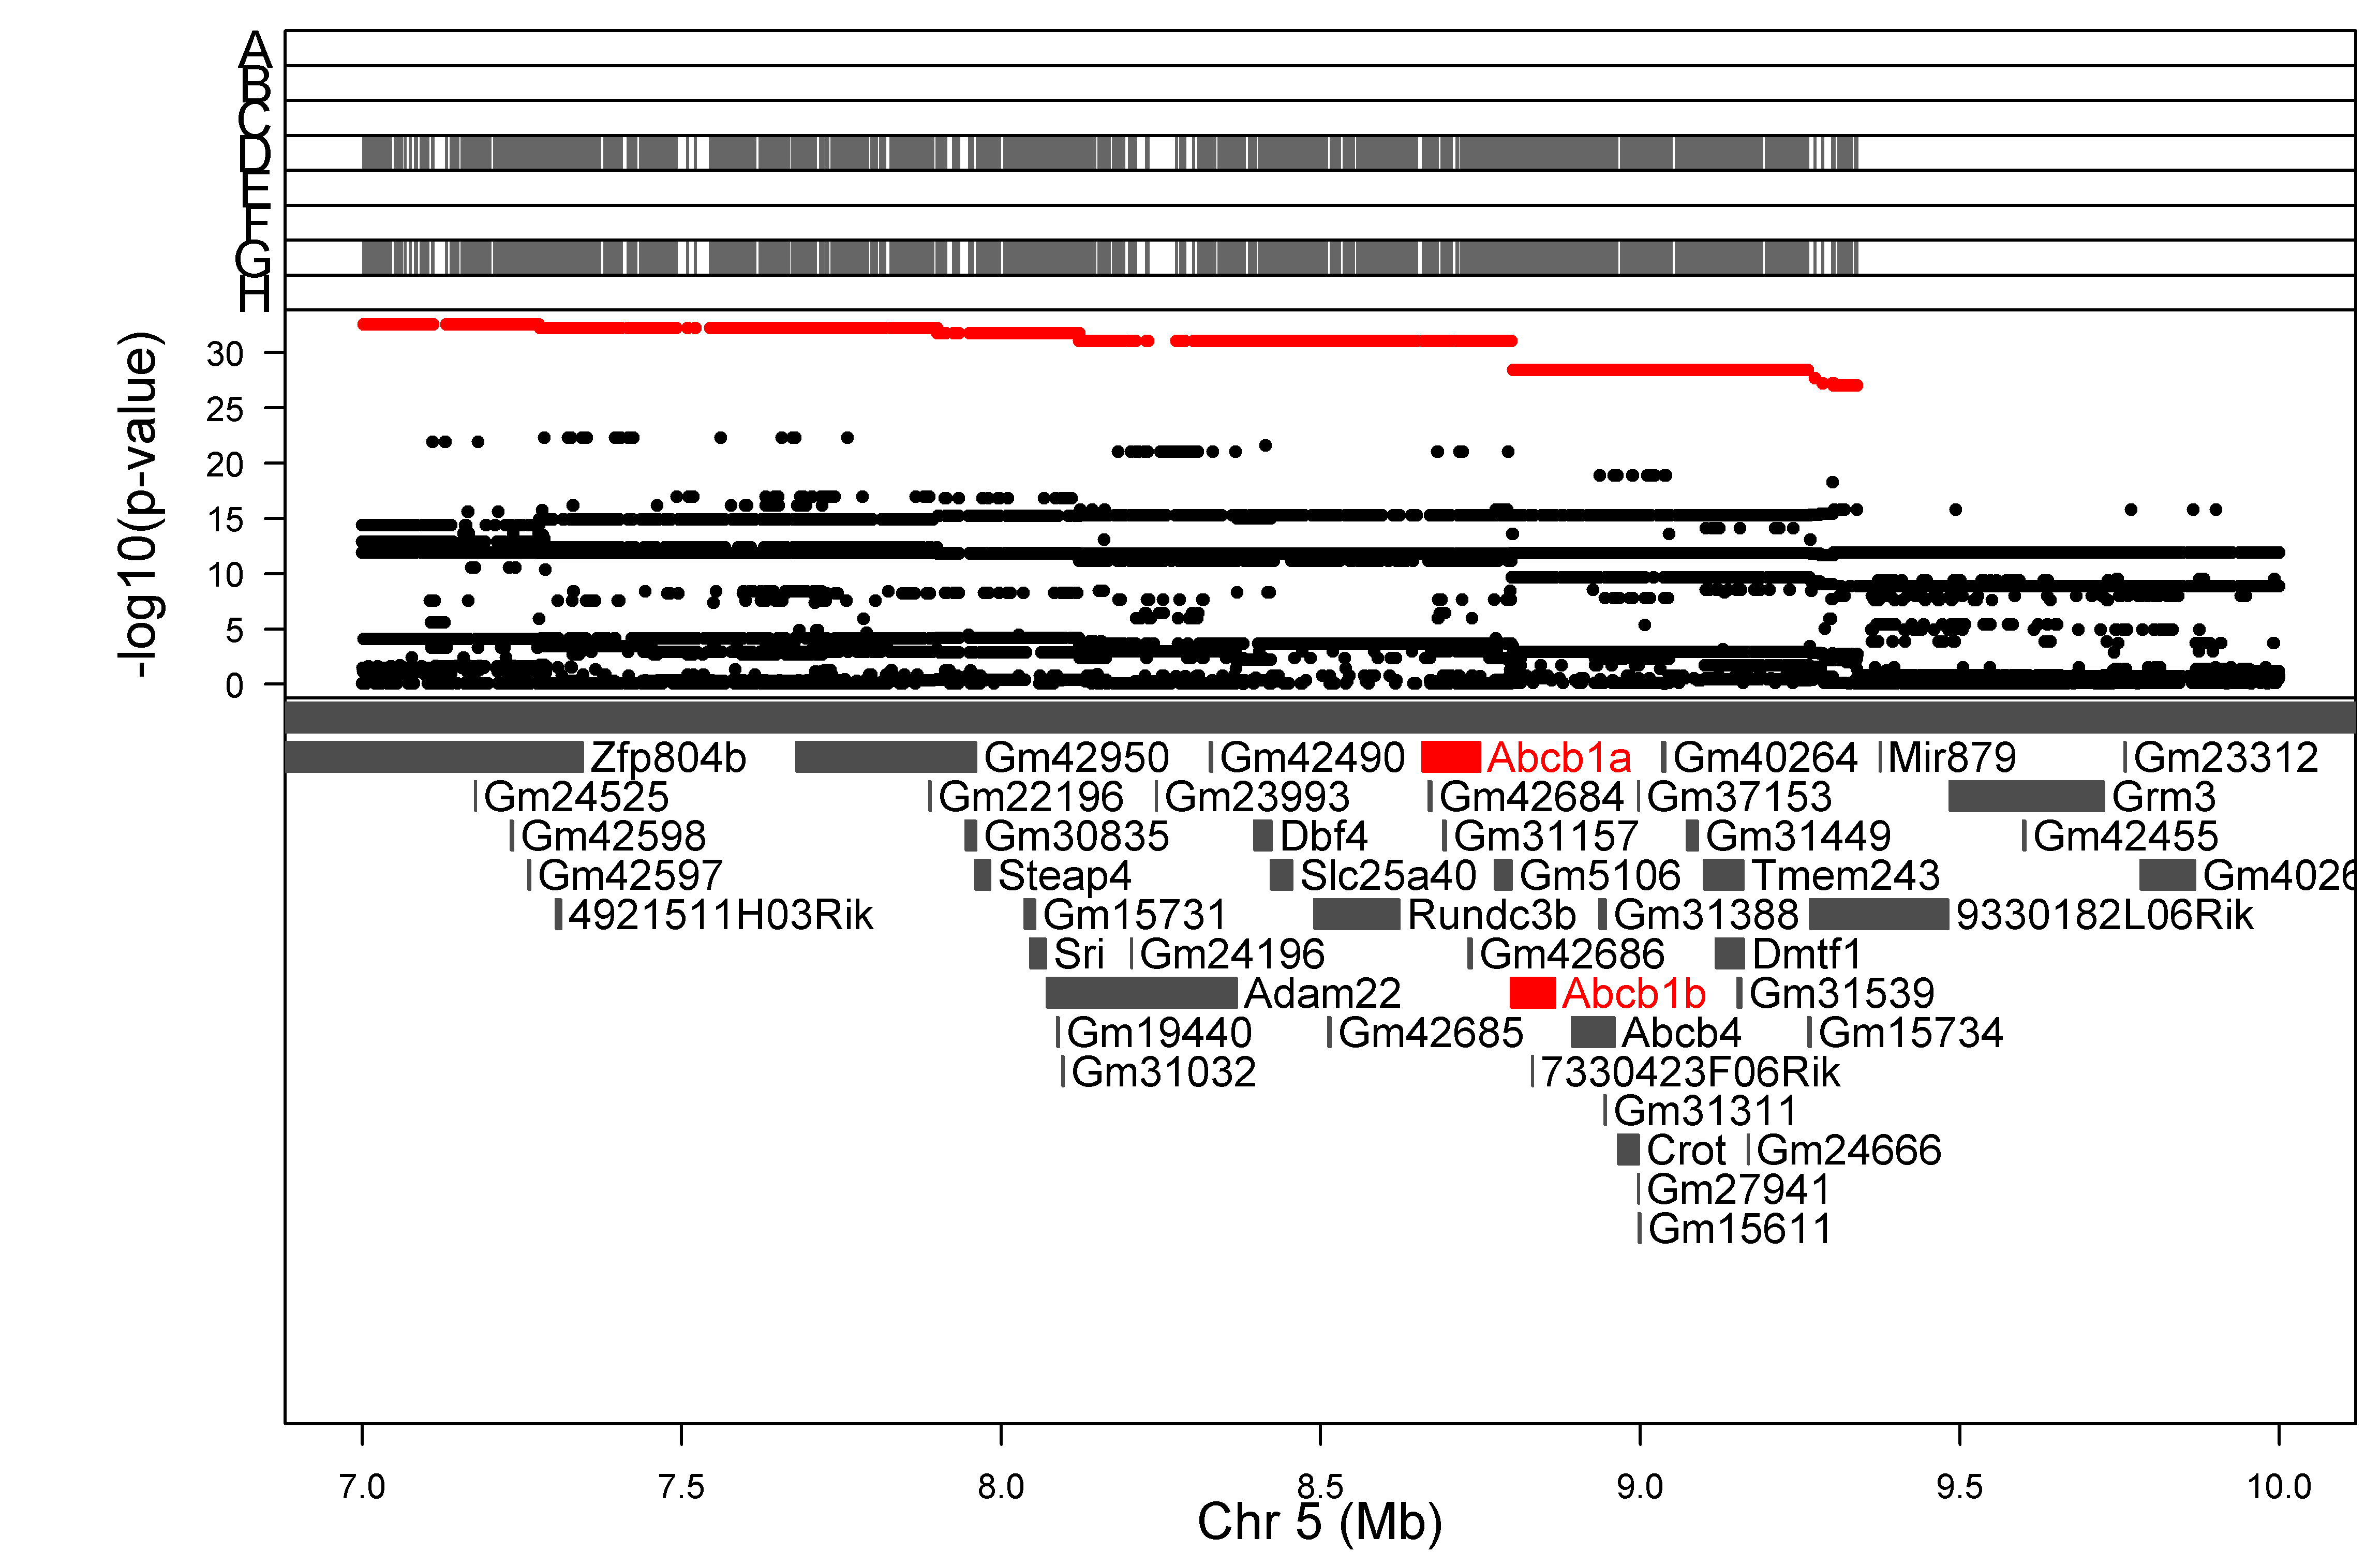 A
B
C
D
E
F
G
H
-log10(p-value)
30
25
20
15
10
5
0
Zfp804b Gm42950 Gm42490 Abcb1a Gm40264 Mir879 Gm23312
Gm24525 Gm22196 Gm23993 Gm42684 Gm37153 Grm3
Gm42598 Gm30835 Dbf4 Gm31157 Gm31449 Gm42455
Gm42597 Steap4 Slc25a40 Gm5106 Tmem243 Gm4026
4921511H03Rik Gm15731 Rundc3b Gm31388 9330182L06Rik
Sri Gm24196 Gm42686 Dmtf1
Adam22 Abcb1b Gm31539
Gm19440 Gm42685 Abcb4 Gm15734
Gm31032 7330423F06Rik
Gm31311
Crot Gm24666
Gm27941
Gm15611
7.0 7.5 8.0 8.5 9.0 9.5 10.0
Chr 5 (Mb)